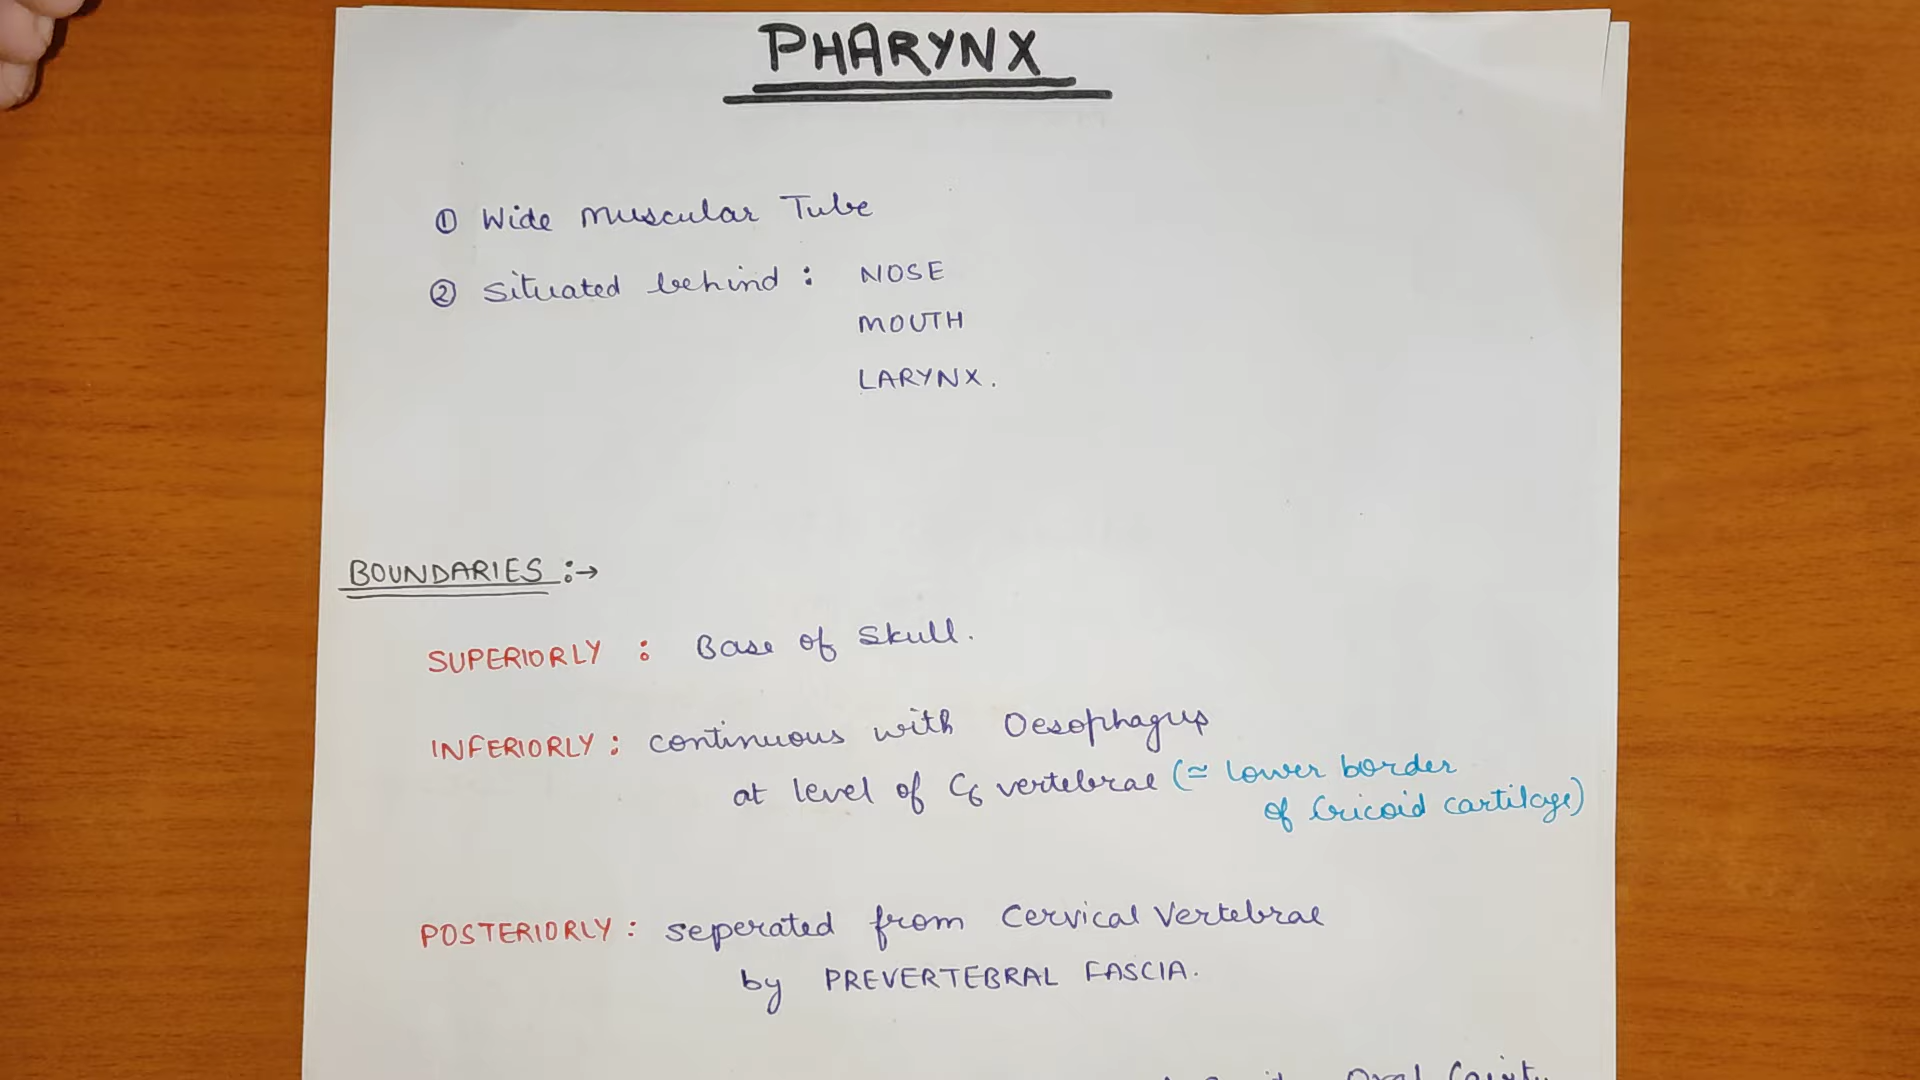 PHARYNX
① Wide Muscular Tube
② Situated behind : NOSE
MOUTH
LARYNX.
BOUNDARIES :→
SUPERIORLY : Base of Skull.
INFERIORLY : continuous with Oesophagus
at level of C6 vertebrae (≃ lower border
of Cricoid cartilage)
POSTERIORLY : seperated from Cervical Vertebrae
by PREVERTEBRAL FASCIA.
Oral Cavity